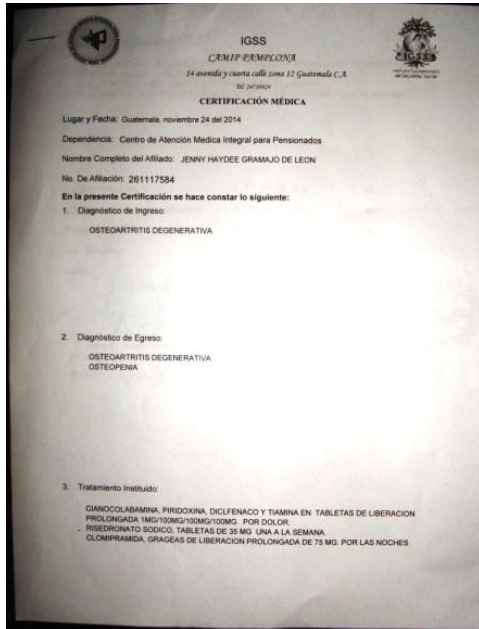 IGSS
CAMIP PAMPLONA
14 avenida y cuarta calle zona 12 Guatemala C.A.
CERTIFICACIÓN MÉDICA
IGSS
Lugar y Fecha: Guatemala, noviembre 24 del 2014
Dependencia: Centro de Atención Medica Integral para Pensionados
Nombre Completo del Afiliado: JENNY HAYDEE GRAMAJO DE LEON
No. De Afiliación: 261117584
En la presente Certificación se hace constar lo siguiente:
1. Diagnóstico de Ingreso:
OSTEOARTRITIS DEGENERATIVA
2. Diagnóstico de Egreso:
OSTEOARTRITIS DEGENERATIVA
OSTEOPENIA
3. Tratamiento Instituido:
CIANOCOLABAMINA, PIRIDOXINA, DICLFENACO Y TIAMINA EN TABLETAS DE LIBERACION
PROLONGADA 1MG/100MG/100MG/100MG. POR DOLOR.
RISEDRONATO SODICO, TABLETAS DE 35 MG UNA A LA SEMANA.
CLOMIPRAMIDA, GRAGEAS DE LIBERACION PROLONGADA DE 75 MG. POR LAS NOCHES